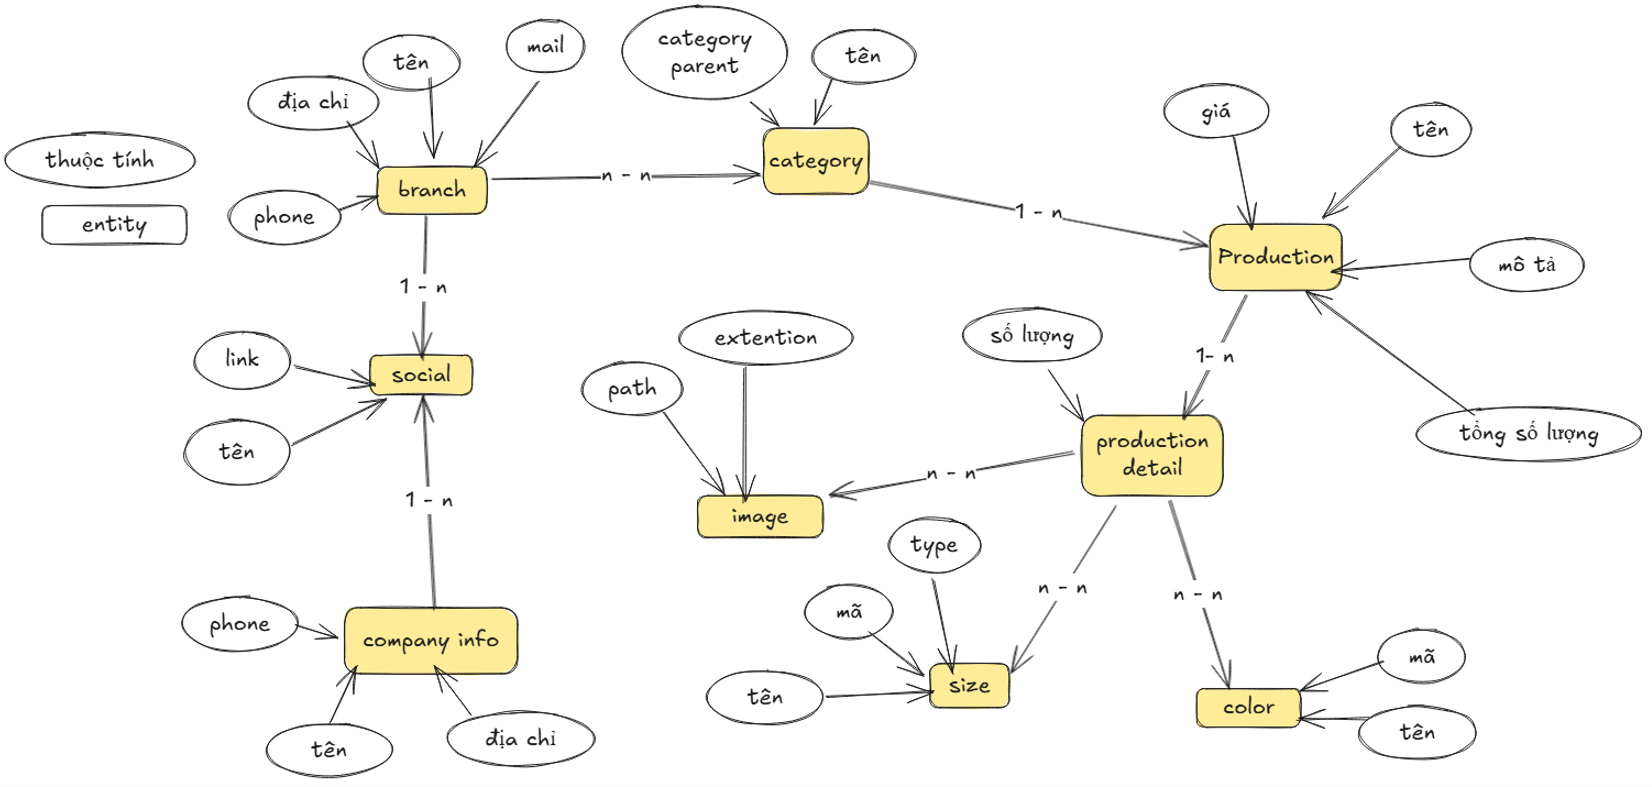 thuộc tính
entity
địa chỉ
tên
mail
phone
branch
n - n
category
parent
tên
category
1 - n
giá
tên
Production
mô tả
tổng số lượng
1 - n
link
tên
social
1 - n
phone
tên
địa chỉ
company info
path
extention
image
n - n
số lượng
1- n
production
detail
n - n
n - n
type
mã
tên
size
mã
tên
color